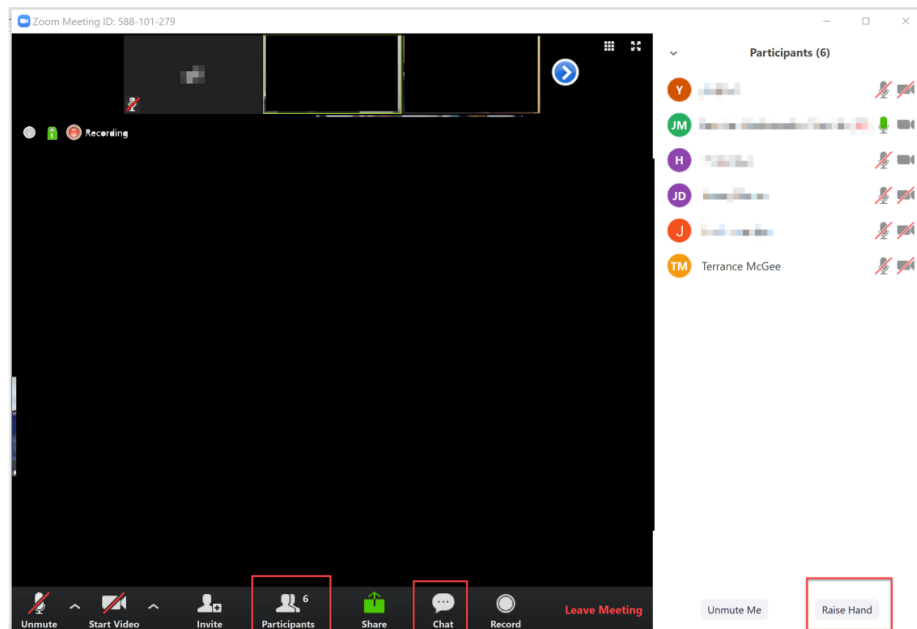 Zoom Meeting ID: 588-101-279
Participants (6)
Y
Recording
JM
H
JD
J
TM Terrance McGee
6
Unmute Start Video Invite Participants Share Chat Record Leave Meeting
Unmute Me Raise Hand